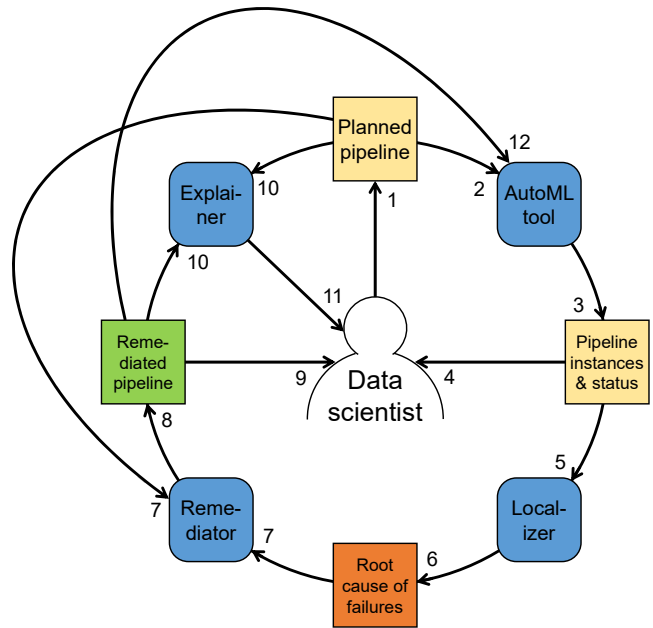 Planned
pipeline
12
Explai-
ner
10
1
2
AutoML
tool
10
11
3
Reme-
diated
pipeline
9
Data
scientist
4
Pipeline
instances
& status
8
5
7
Reme-
diator
7
Root
cause of
failures
6
Local-
izer